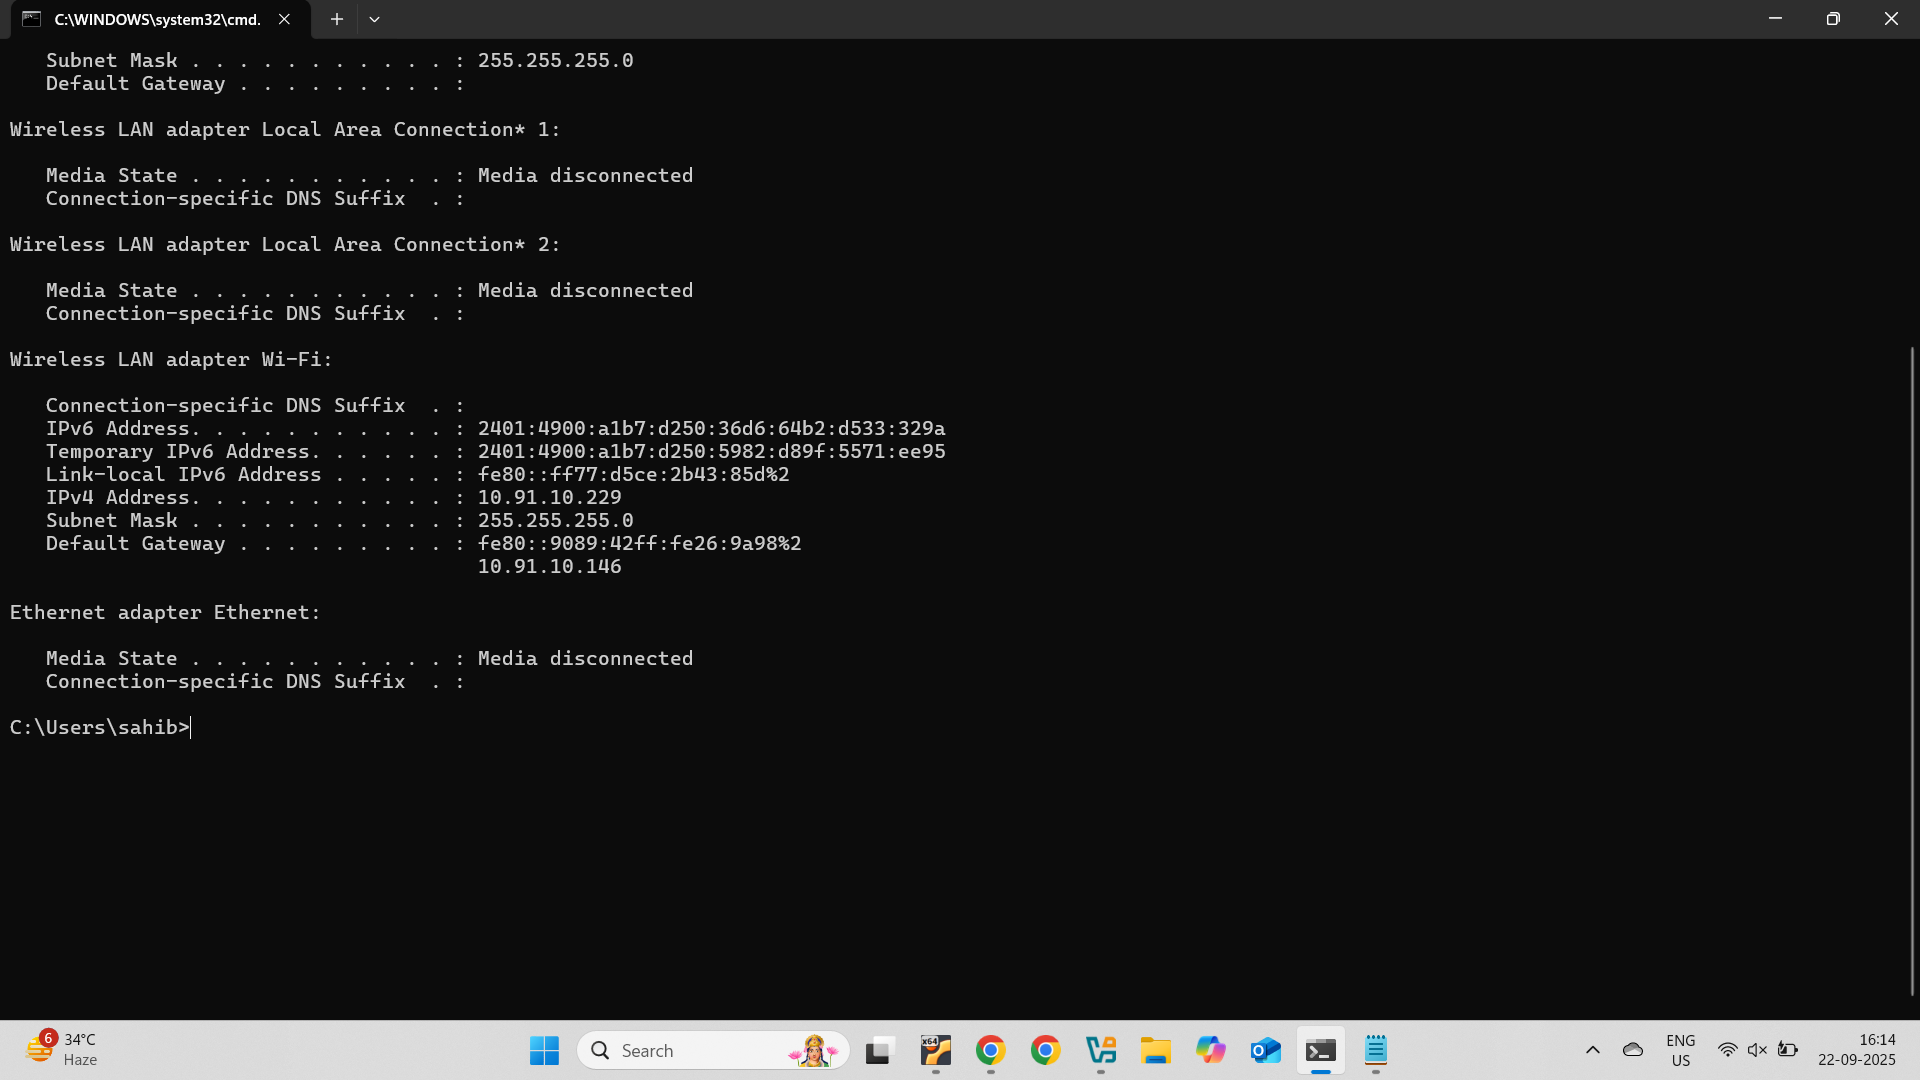 C:\WINDOWS\system32\cmd.
   Subnet Mask . . . . . . . . . . . : 255.255.255.0
   Default Gateway . . . . . . . . . :
Wireless LAN adapter Local Area Connection* 1:
   Media State . . . . . . . . . . . : Media disconnected
   Connection-specific DNS Suffix  . :
Wireless LAN adapter Local Area Connection* 2:
   Media State . . . . . . . . . . . : Media disconnected
   Connection-specific DNS Suffix  . :
Wireless LAN adapter Wi-Fi:
   Connection-specific DNS Suffix  . :
   IPv6 Address. . . . . . . . . . . : 2401:4900:a1b7:d250:36d6:64b2:d533:329a
   Temporary IPv6 Address. . . . . . : 2401:4900:a1b7:d250:5982:d89f:5571:ee95
   Link-local IPv6 Address . . . . . : fe80::ff77:d5ce:2b43:85d%2
   IPv4 Address. . . . . . . . . . . : 10.91.10.229
   Subnet Mask . . . . . . . . . . . : 255.255.255.0
   Default Gateway . . . . . . . . . : fe80::9089:42ff:fe26:9a98%2
                                       10.91.10.146
Ethernet adapter Ethernet:
   Media State . . . . . . . . . . . : Media disconnected
   Connection-specific DNS Suffix  . :
C:\Users\sahib>
6
34°C
Haze
Search
x64
ENG
US
16:14
22-09-2025